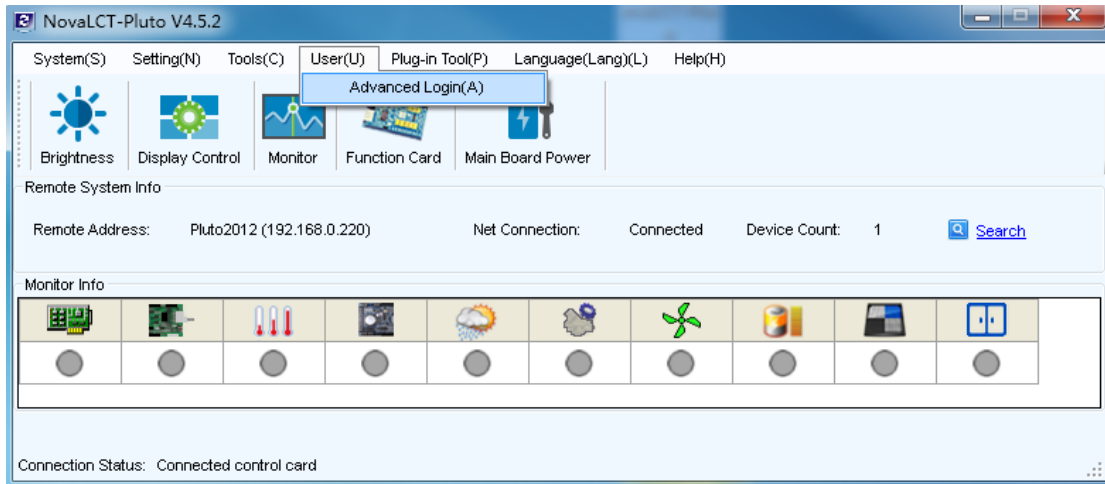 NovaLCT-Pluto V4.5.2
System(S) Setting(N) Tools(C) User(U) Plug-in Tool(P) Language(Lang)(L) Help(H)
Advanced Login(A)
Brightness Display Control Monitor Function Card Main Board Power
Remote System Info
Remote Address: Pluto2012 (192.168.0.220) Net Connection: Connected Device Count: 1 Search
Monitor Info
Connection Status: Connected control card